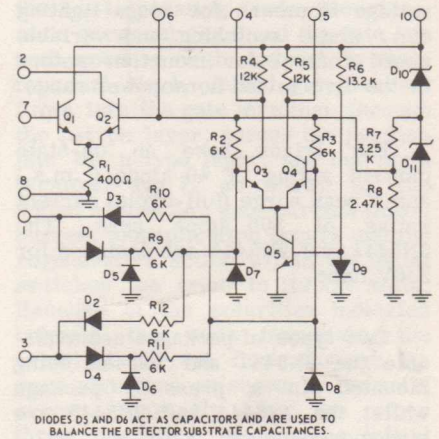 6
4
5
10
2
7
8
1
3
R4
12K
R5
12K
R6
13.2 K
D10
Q1
Q2
R2
6K
R3
6K
R7
3.25
K
D11
R1
400Ω
Q3
Q4
R8
2.47K
D3
R10
6K
D1
R9
6K
Q5
D5
D7
D9
D2
R12
6K
R11
6K
D4
D6
D8
DIODES D5 AND D6 ACT AS CAPACITORS AND ARE USED TO
BALANCE THE DETECTOR SUBSTRATE CAPACITANCES.